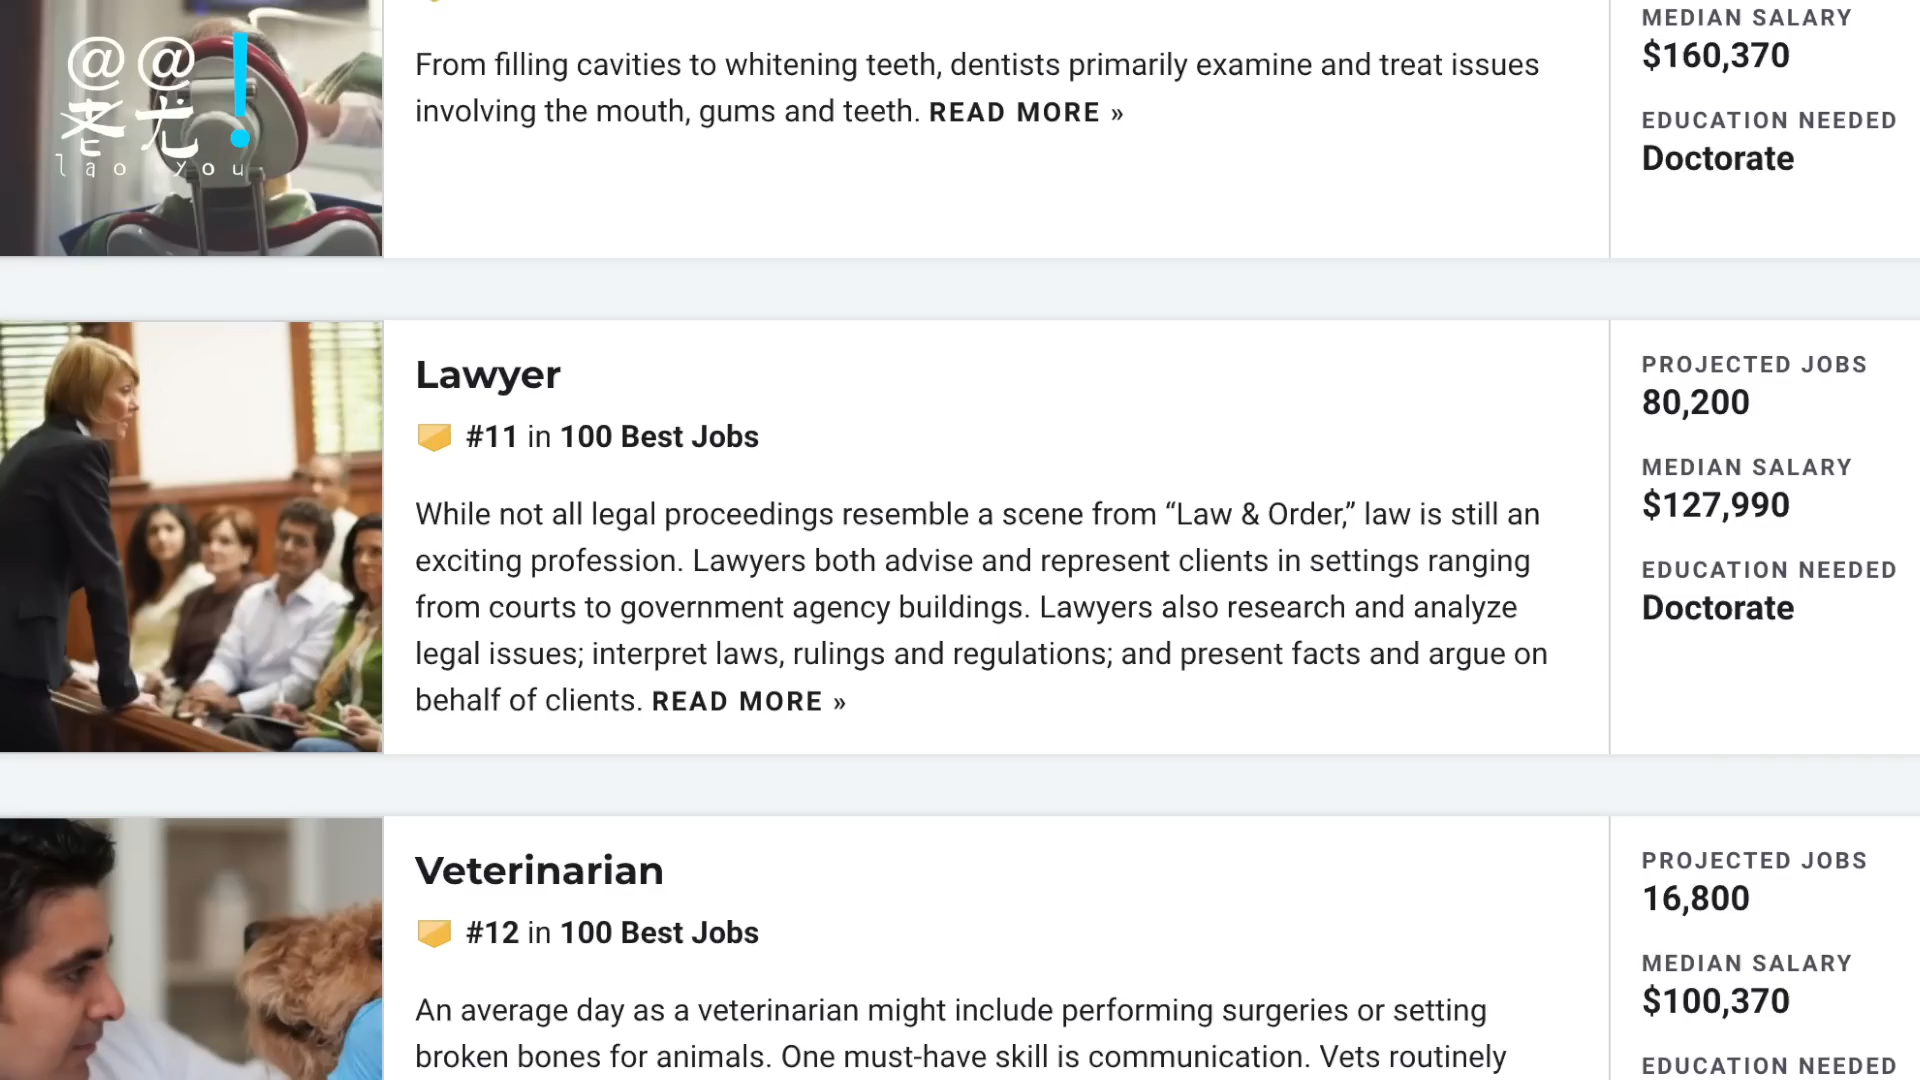 @@!
老尤
lao you
From filling cavities to whitening teeth, dentists primarily examine and treat issues
involving the mouth, gums and teeth. READ MORE »
MEDIAN SALARY
$160,370
EDUCATION NEEDED
Doctorate
Lawyer
#11 in 100 Best Jobs
While not all legal proceedings resemble a scene from “Law & Order,” law is still an
exciting profession. Lawyers both advise and represent clients in settings ranging
from courts to government agency buildings. Lawyers also research and analyze
legal issues; interpret laws, rulings and regulations; and present facts and argue on
behalf of clients. READ MORE »
PROJECTED JOBS
80,200
MEDIAN SALARY
$127,990
EDUCATION NEEDED
Doctorate
Veterinarian
#12 in 100 Best Jobs
An average day as a veterinarian might include performing surgeries or setting
broken bones for animals. One must-have skill is communication. Vets routinely
PROJECTED JOBS
16,800
MEDIAN SALARY
$100,370
EDUCATION NEEDED